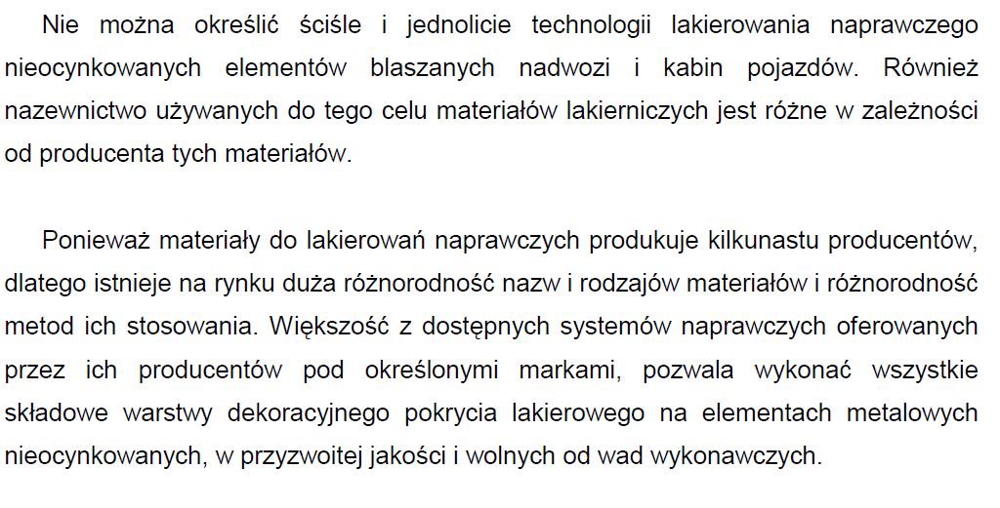 Nie można określić ściśle i jednolicie technologii lakierowania naprawczego
nieocynkowanych elementów blaszanych nadwozi i kabin pojazdów. Również
nazewnictwo używanych do tego celu materiałów lakierniczych jest różne w zależności
od producenta tych materiałów.
Ponieważ materiały do lakierowań naprawczych produkuje kilkunastu producentów,
dlatego istnieje na rynku duża różnorodność nazw i rodzajów materiałów i różnorodność
metod ich stosowania. Większość z dostępnych systemów naprawczych oferowanych
przez ich producentów pod określonymi markami, pozwala wykonać wszystkie
składowe warstwy dekoracyjnego pokrycia lakierowego na elementach metalowych
nieocynkowanych, w przyzwoitej jakości i wolnych od wad wykonawczych.